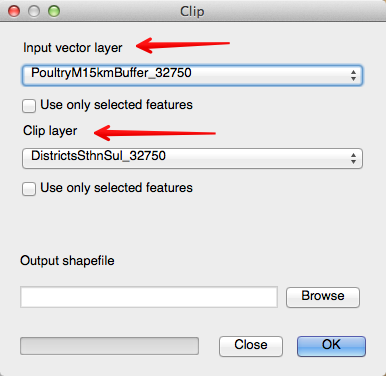 Clip
Input vector layer
PoultryM15kmBuffer_32750
Use only selected features
Clip layer
DistrictsSthnSul_32750
Use only selected features
Output shapefile
Browse
Close OK